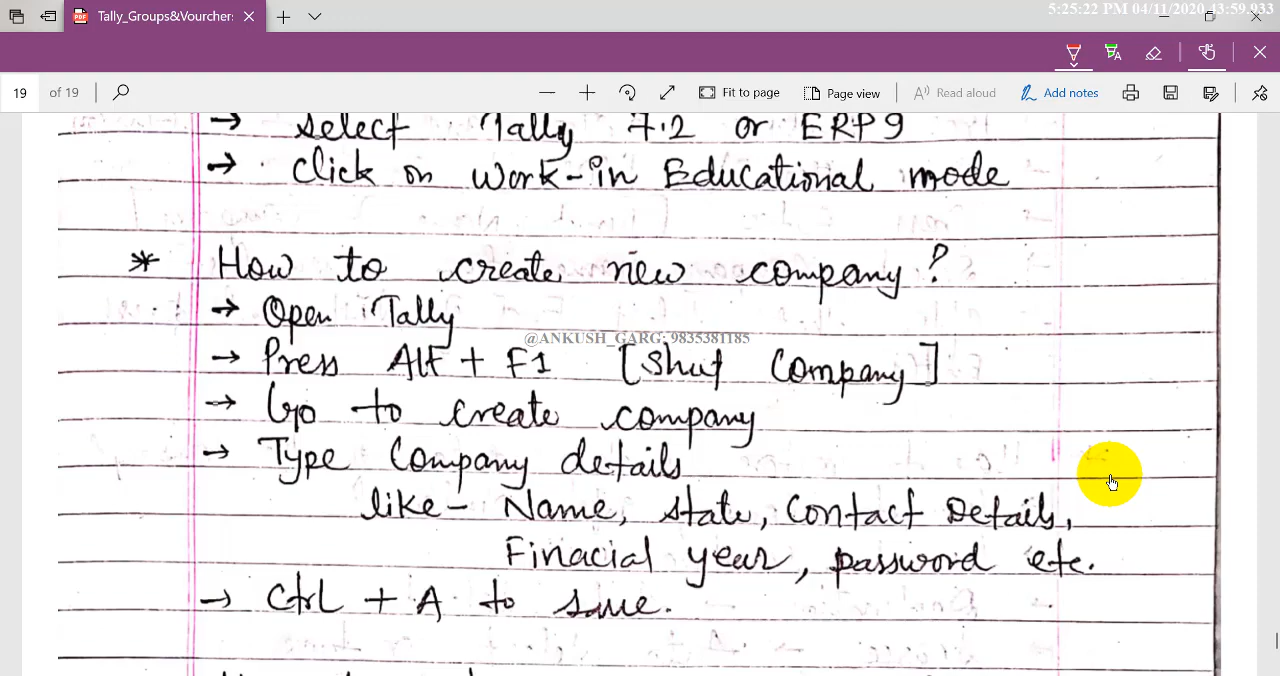 5:25:22 PM 04/11/2020 43:59.933
Tally_Groups&Vourcher:
19 of 19
Fit to page
Page view
Read aloud
Add notes
→ select Tally 7.2 or ERP9
→ Click on Work-in Educational mode
* How to create new company?
→ Open Tally
@ANKUSH_GARG: 9835381185
→ Press Alt + F1 [Shut Company]
→ Go to create company
→ Type Company details
like- Name, state, Contact Details,
Finacial year, password etc.
→ Ctrl + A to save.